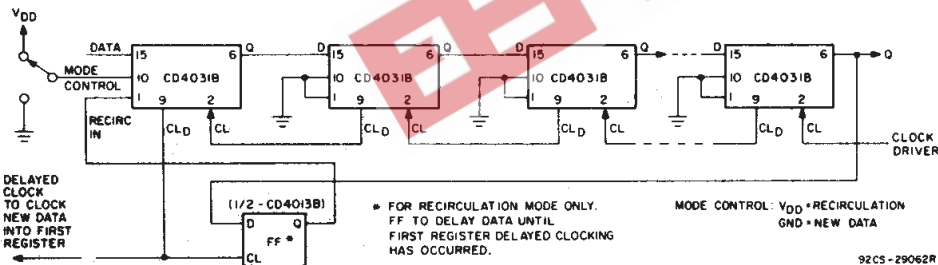 VDD
DATA
MODE
CONTROL
RECIRC
IN
15
6
10
CD4031B
1
9
2
Q
CLD
CL
D
15
6
10
CD4031B
1
9
2
Q
CLD
CL
D
15
6
10
CD4031B
1
9
2
Q
CLD
CL
D
15
6
10
CD4031B
1
9
2
Q
CLD
CL
CLOCK
DRIVER
DELAYED
CLOCK
TO CLOCK
NEW DATA
INTO FIRST
REGISTER
(1/2 - CD4013B)
D Q
FF *
CL
* FOR RECIRCULATION MODE ONLY.
FF TO DELAY DATA UNTIL
FIRST REGISTER DELAYED CLOCKING
HAS OCCURRED.
MODE CONTROL: VDD = RECIRCULATION
GND = NEW DATA
92CS-29062R